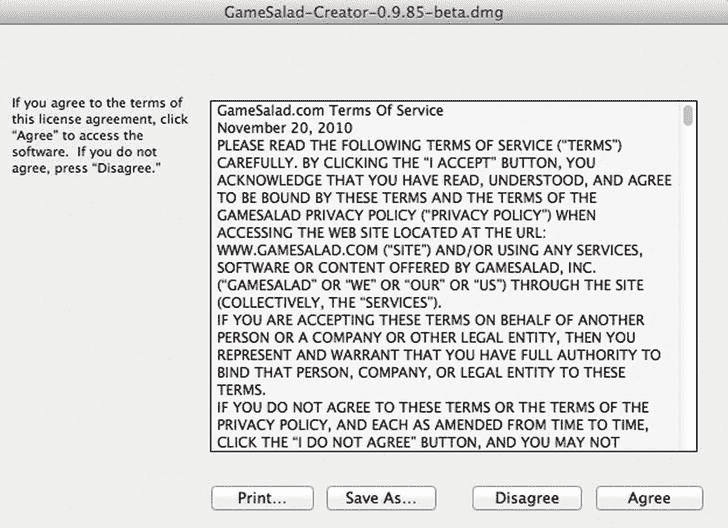 GameSalad-Creator-0.9.85-beta.dmg
If you agree to the terms of
this license agreement, click
“Agree” to access the
software.  If you do not
agree, press “Disagree.”
GameSalad.com Terms Of Service
November 20, 2010
PLEASE READ THE FOLLOWING TERMS OF SERVICE (“TERMS”)
CAREFULLY. BY CLICKING THE “I ACCEPT” BUTTON, YOU
ACKNOWLEDGE THAT YOU HAVE READ, UNDERSTOOD, AND AGREE
TO BE BOUND BY THESE TERMS AND THE TERMS OF THE
GAMESALAD PRIVACY POLICY (“PRIVACY POLICY”) WHEN
ACCESSING THE WEB SITE LOCATED AT THE URL:
WWW.GAMESALAD.COM (“SITE”) AND/OR USING ANY SERVICES,
SOFTWARE OR CONTENT OFFERED BY GAMESALAD, INC.
(“GAMESALAD” OR “WE” OR “OUR” OR “US”) THROUGH THE SITE
(COLLECTIVELY, THE “SERVICES”).
IF YOU ARE ACCEPTING THESE TERMS ON BEHALF OF ANOTHER
PERSON OR A COMPANY OR OTHER LEGAL ENTITY, THEN YOU
REPRESENT AND WARRANT THAT YOU HAVE FULL AUTHORITY TO
BIND THAT PERSON, COMPANY, OR LEGAL ENTITY TO THESE
TERMS.
IF YOU DO NOT AGREE TO THESE TERMS OR THE TERMS OF THE
PRIVACY POLICY, AND EACH AS AMENDED FROM TIME TO TIME,
CLICK THE “I DO NOT AGREE” BUTTON, AND YOU MAY NOT
Print...
Save As...
Disagree
Agree